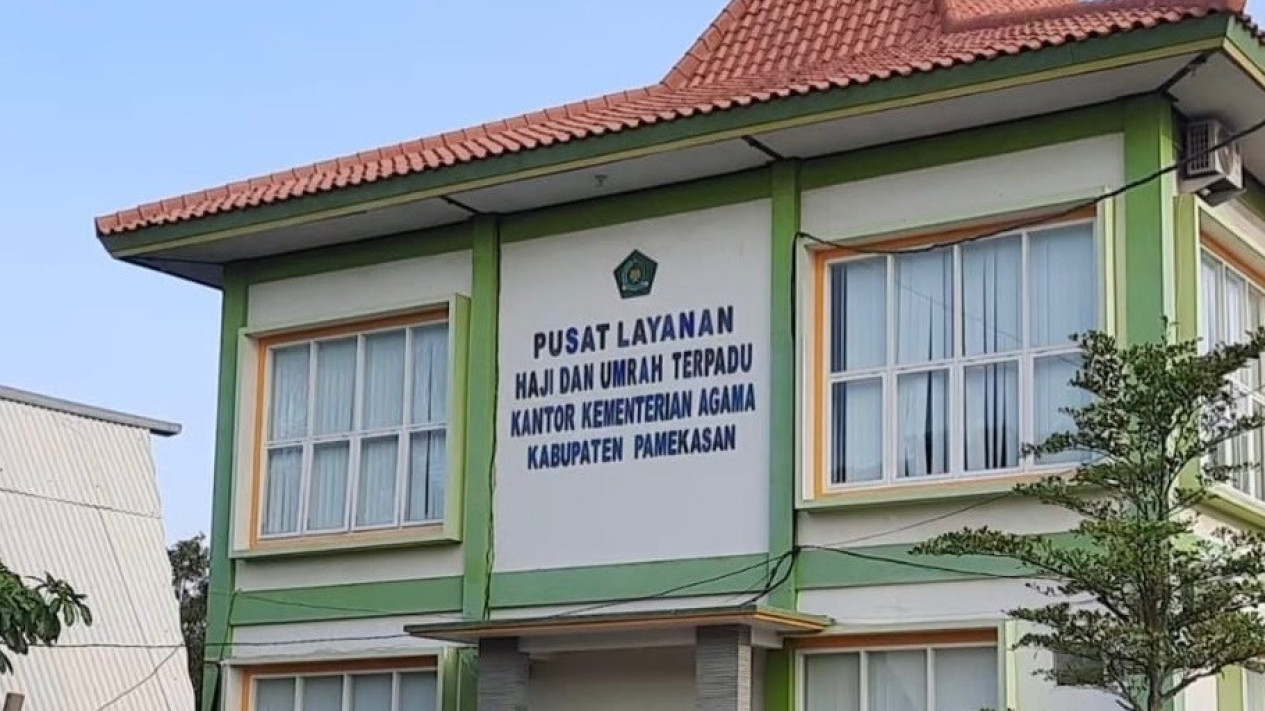 PUSAT LAYANAN
HAJI DAN UMRAH TERPADU
KANTOR KEMENTERIAN AGAMA
KABUPATEN PAMEKASAN